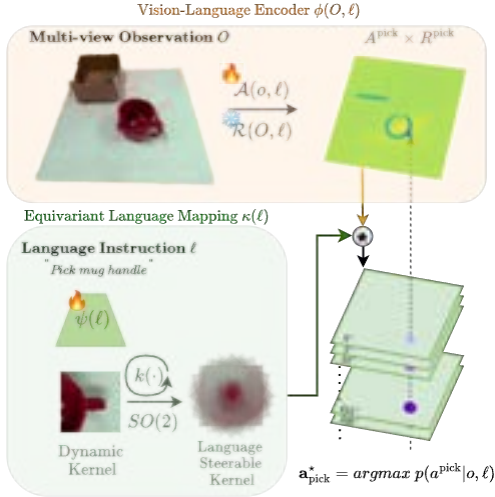 Vision-Language Encoder ϕ(O, ℓ)
Multi-view Observation O
A^pick × R^pick
𝒜(o, ℓ)
ℛ(O, ℓ)
Equivariant Language Mapping κ(ℓ)
Language Instruction ℓ
"Pick mug handle"
ψ(ℓ)
k(·)
SO(2)
Dynamic
Kernel
Language
Steerable
Kernel
a*_pick = argmax p(a^pick|o, ℓ)